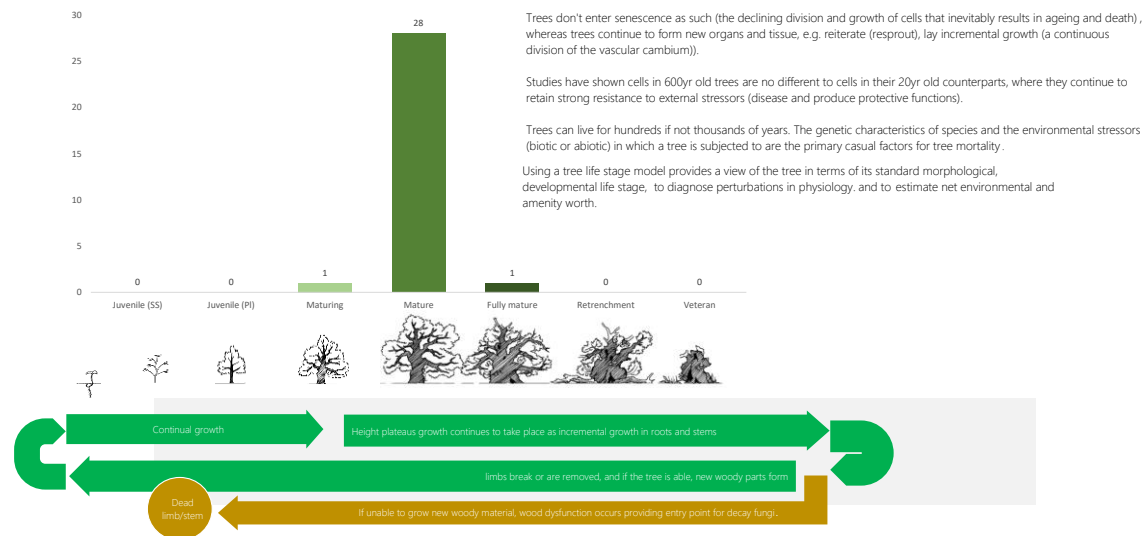 30
25
20
15
10
5
0
0
0
1
28
1
0
0
Juvenile (SS)
Juvenile (Pl)
Maturing
Mature
Fully mature
Retrenchment
Veteran
Trees don't enter senescence as such (the declining division and growth of cells that inevitably results in ageing and death) ,
whereas trees continue to form new organs and tissue, e.g. reiterate (resprout), lay incremental growth (a continuous
division of the vascular cambium)).
Studies have shown cells in 600yr old trees are no different to cells in their 20yr old counterparts, where they continue to
retain strong resistance to external stressors (disease and produce protective functions).
Trees can live for hundreds if not thousands of years. The genetic characteristics of species and the environmental stressors
(biotic or abiotic) in which a tree is subjected to are the primary casual factors for tree mortality.
Using a tree life stage model provides a view of the tree in terms of its standard morphological,
developmental life stage, to diagnose perturbations in physiology. and to estimate net environmental and
amenity worth.
Continual growth
Height plateaus growth continues to take place as incremental growth in roots and stems
limbs break or are removed, and if the tree is able, new woody parts form
Dead
limb/stem
If unable to grow new woody material, wood dysfunction occurs providing entry point for decay fungi.